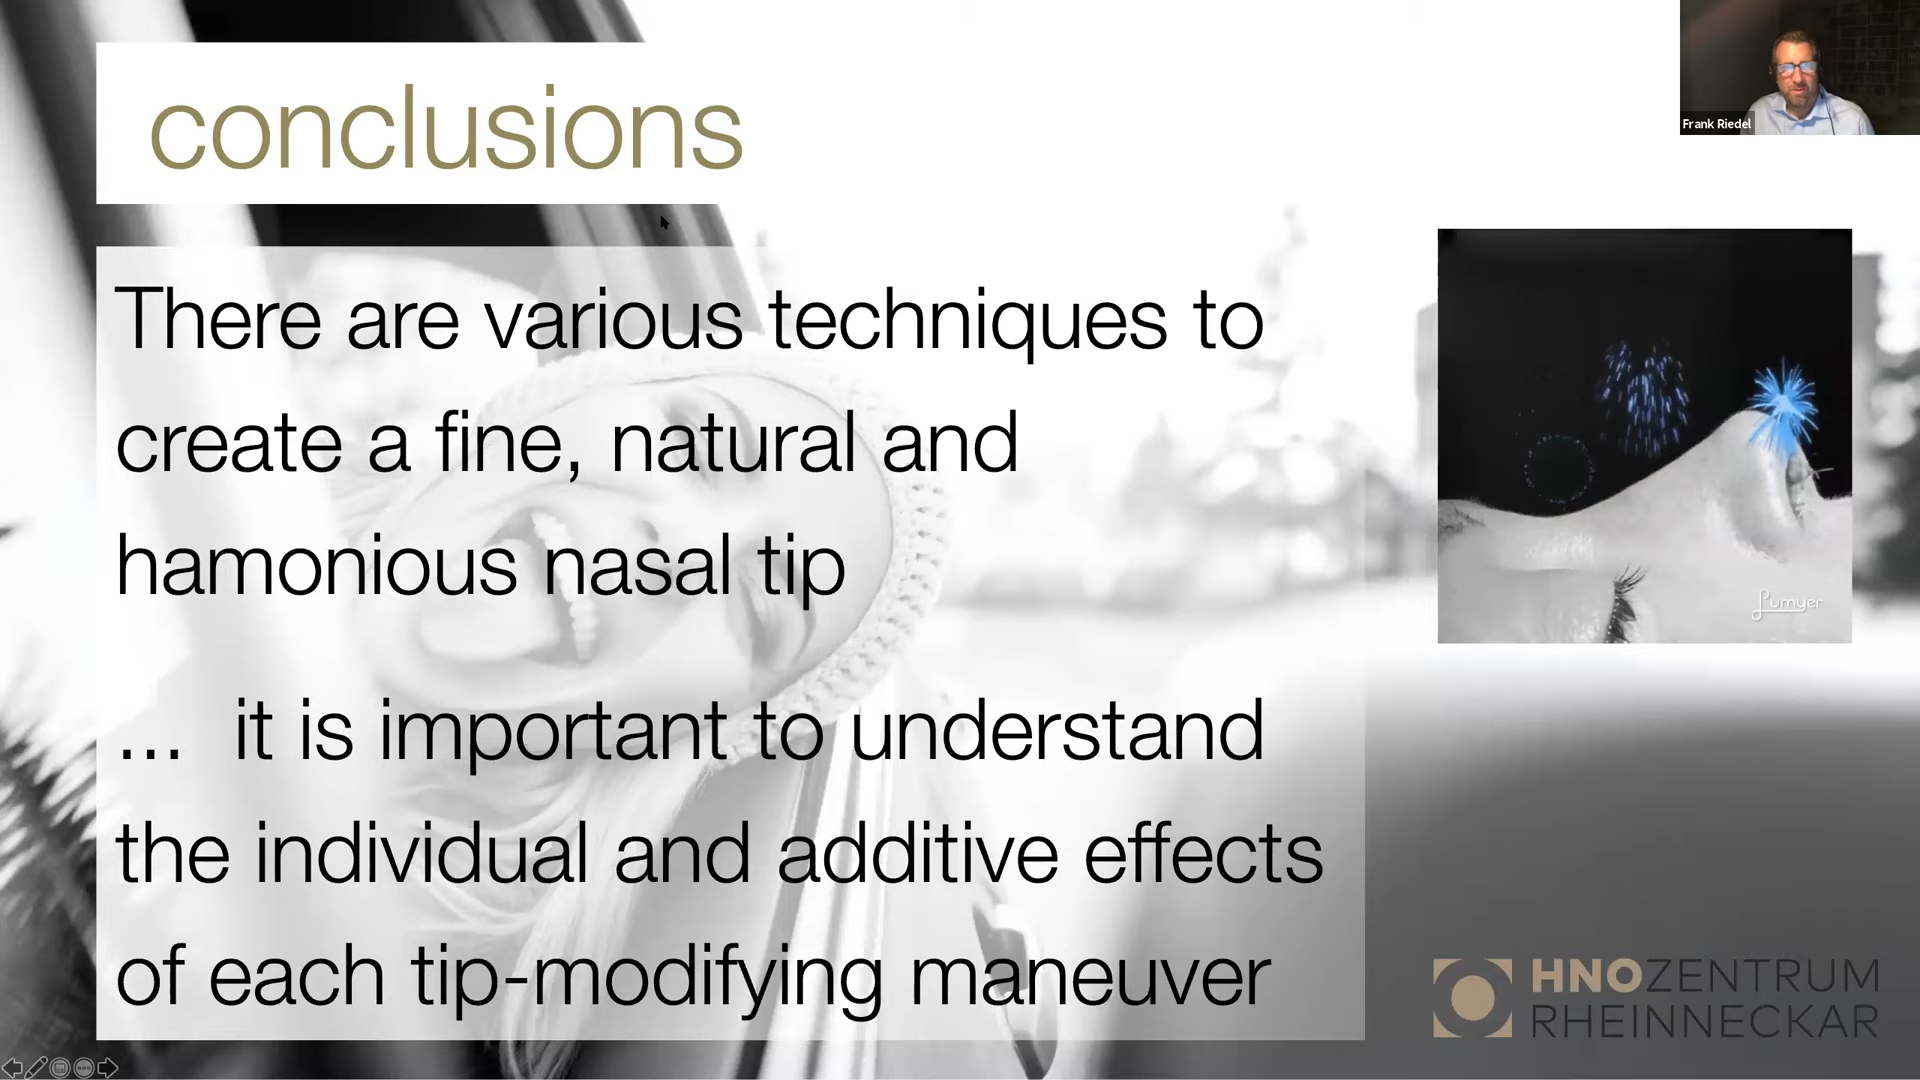 conclusions
Frank Riedel
There are various techniques to
create a fine, natural and
hamonious nasal tip
... it is important to understand
the individual and additive effects
of each tip-modifying maneuver
Lumyer
HNOZENTRUM
RHEINNECKAR